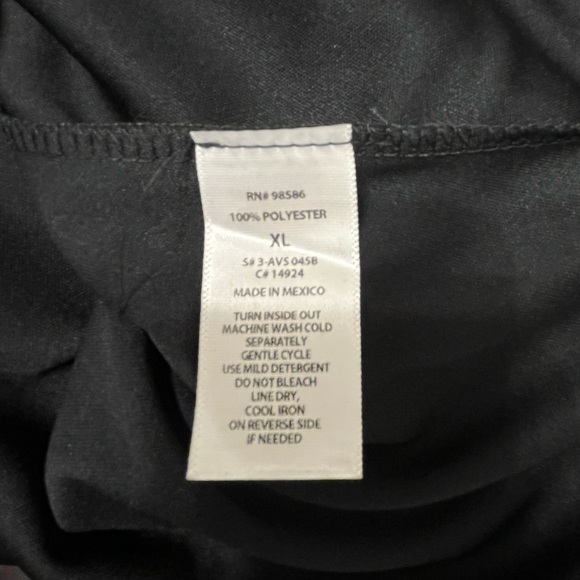 RN# 98586
100% POLYESTER
XL
S# 3-AVS 045B
C# 14924
MADE IN MEXICO
TURN INSIDE OUT
MACHINE WASH COLD
SEPARATELY
GENTLE CYCLE
USE MILD DETERGENT
DO NOT BLEACH
LINE DRY,
COOL IRON
ON REVERSE SIDE
IF NEEDED